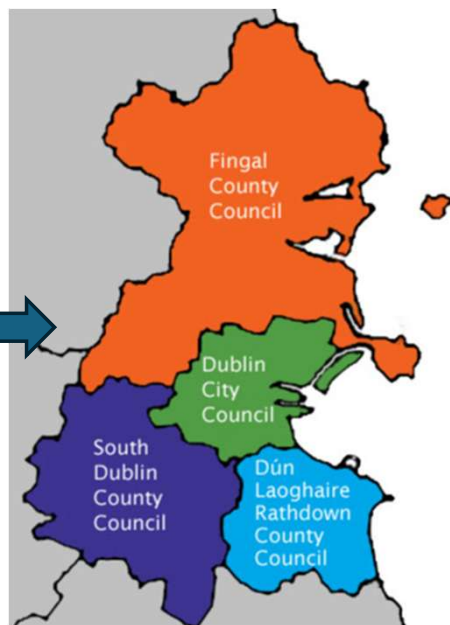 Fingal
County
Council
Dublin
City
Council
South
Dublin
County
Council
Dún
Laoghaire
Rathdown
County
Council